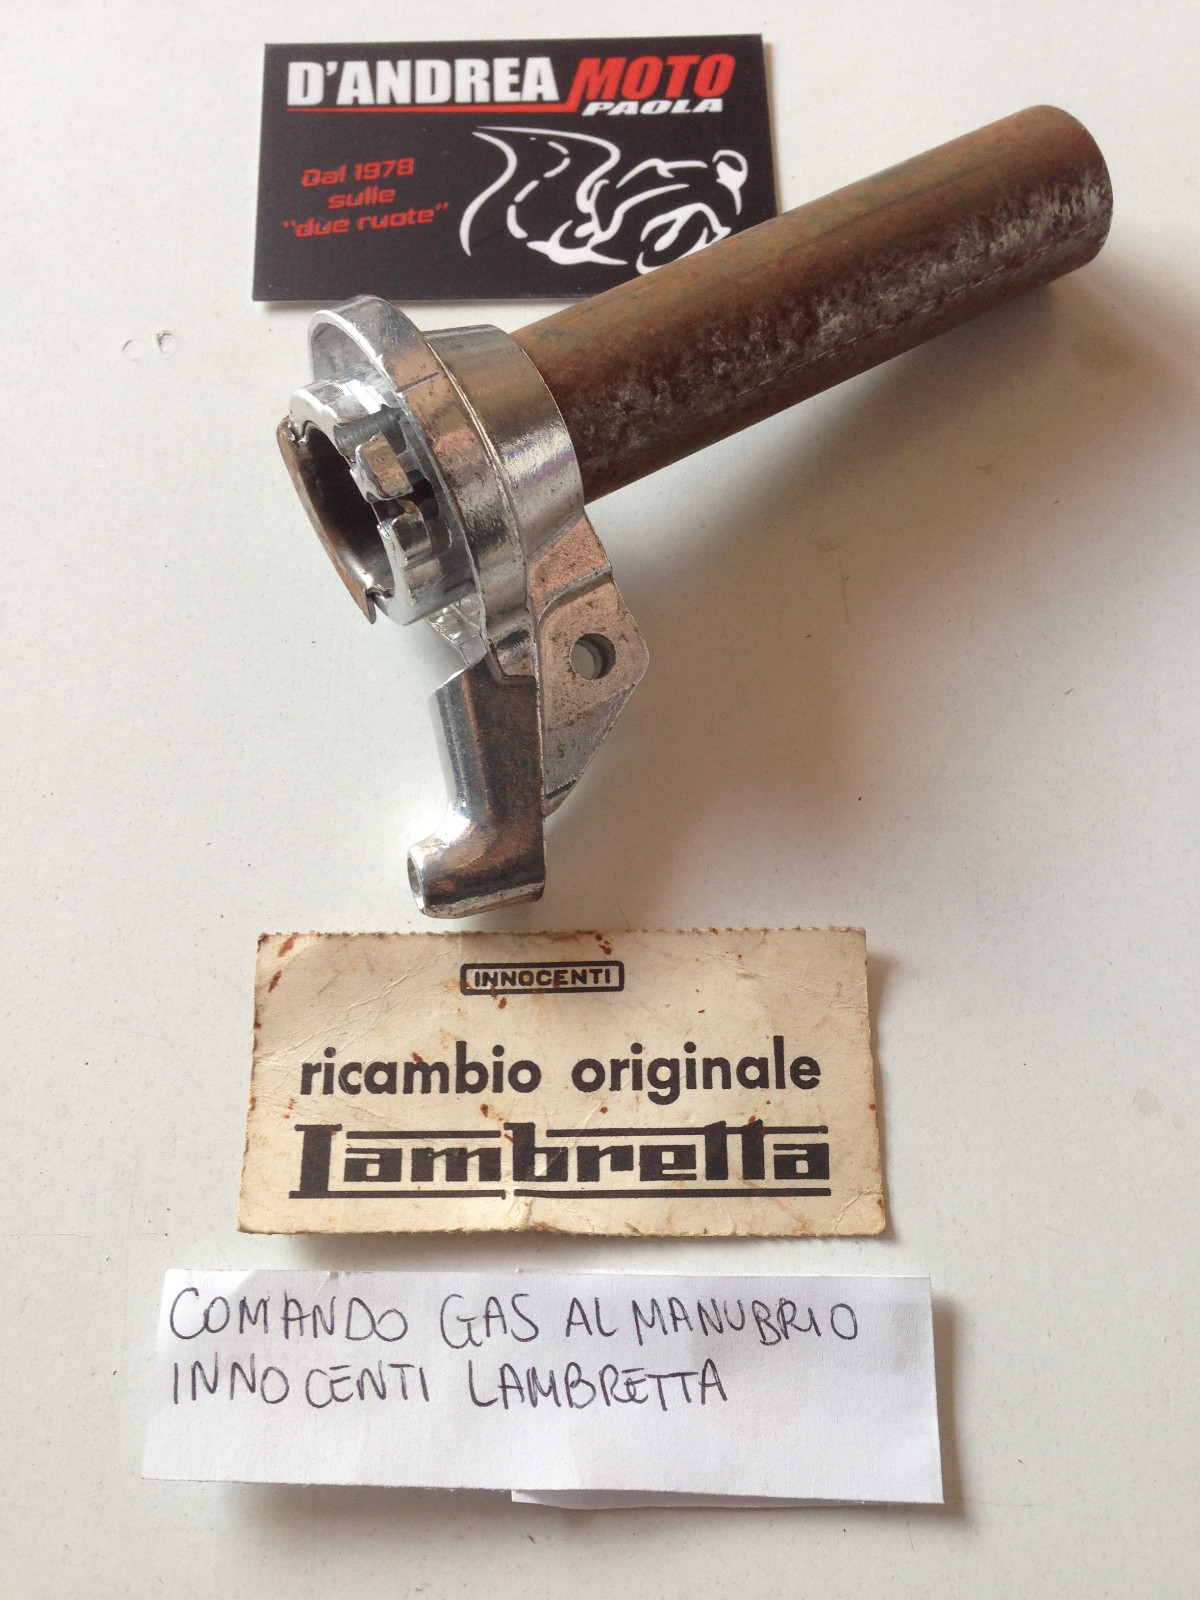 D'ANDREA MOTO
PAOLA
Dal 1978
sulle
"due ruote"
INNOCENTI
ricambio originale
Lambretta
COMANDO GAS AL MANUBRIO
INNOCENTI LAMBRETTA